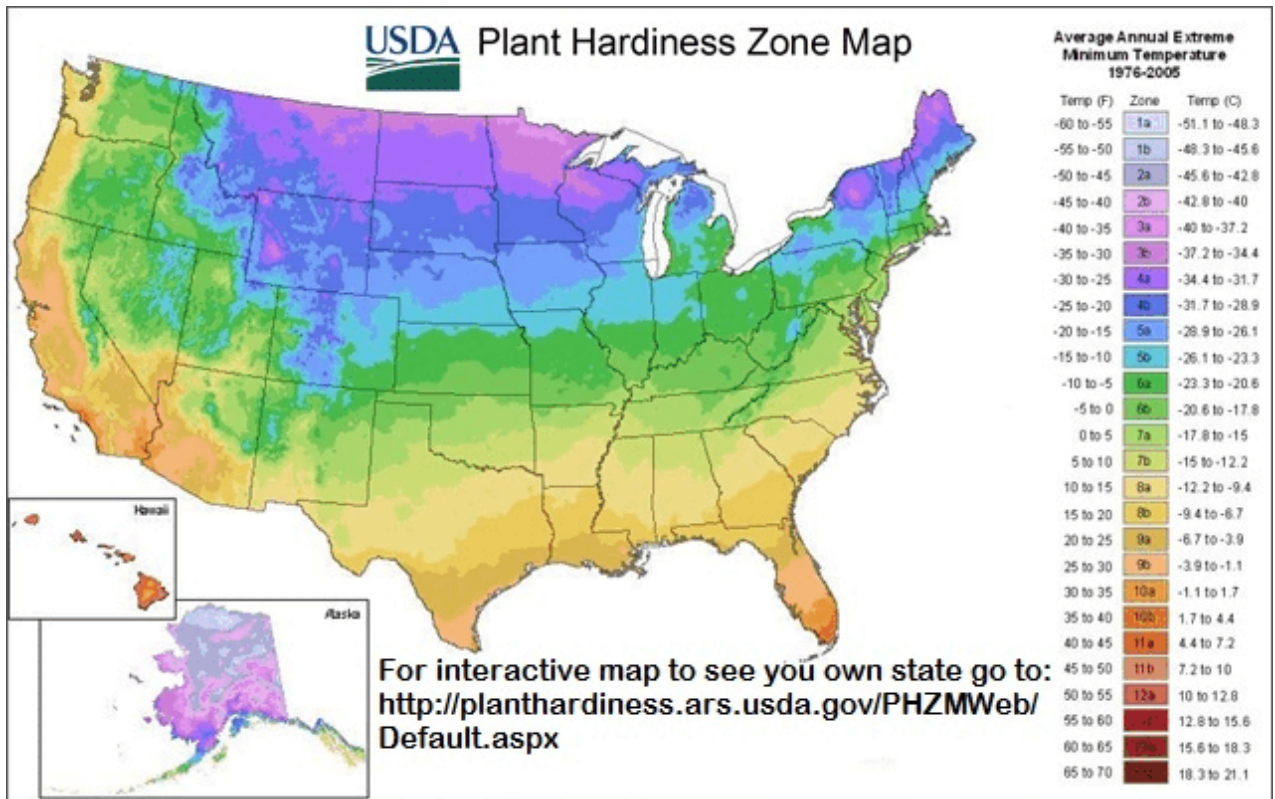 USDA Plant Hardiness Zone Map
Average Annual Extreme
Minimum Temperature
1976-2005
Temp (F) Zone Temp (C)
-60 to -55 1a -51.1 to -48.3
-55 to -50 1b -48.3 to -45.6
-50 to -45 2a -45.6 to -42.8
-45 to -40 2b -42.8 to -40
-40 to -35 3a -40 to -37.2
-35 to -30 3b -37.2 to -34.4
-30 to -25 4a -34.4 to -31.7
-25 to -20 4b -31.7 to -28.9
-20 to -15 5a -28.9 to -26.1
-15 to -10 5b -26.1 to -23.3
-10 to -5 6a -23.3 to -20.6
-5 to 0 6b -20.6 to -17.8
0 to 5 7a -17.8 to -15
5 to 10 7b -15 to -12.2
10 to 15 8a -12.2 to -9.4
15 to 20 8b -9.4 to -6.7
20 to 25 9a -6.7 to -3.9
25 to 30 9b -3.9 to -1.1
30 to 35 10a -1.1 to 1.7
35 to 40 10b 1.7 to 4.4
40 to 45 11a 4.4 to 7.2
45 to 50 11b 7.2 to 10
50 to 55 12a 10 to 12.8
55 to 60 12.8 to 15.6
60 to 65 15.6 to 18.3
65 to 70 18.3 to 21.1
Hawaii
Alaska
For interactive map to see you own state go to:
http://planthardiness.ars.usda.gov/PHZMWeb/
Default.aspx